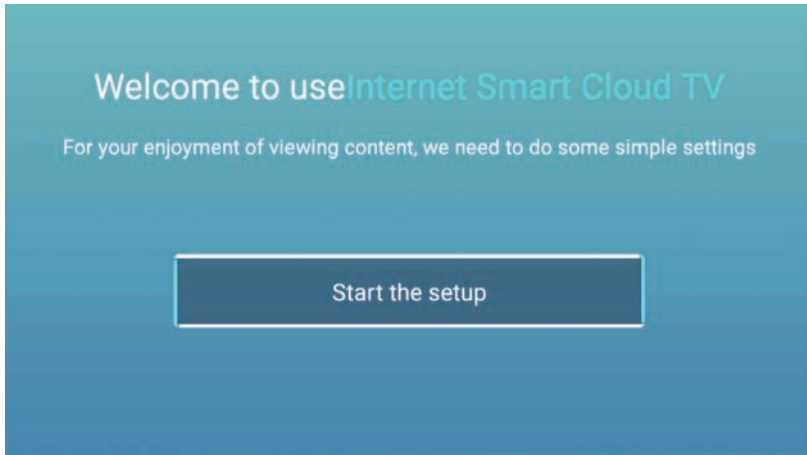 Welcome to useInternet Smart Cloud TV
For your enjoyment of viewing content, we need to do some simple settings
Start the setup